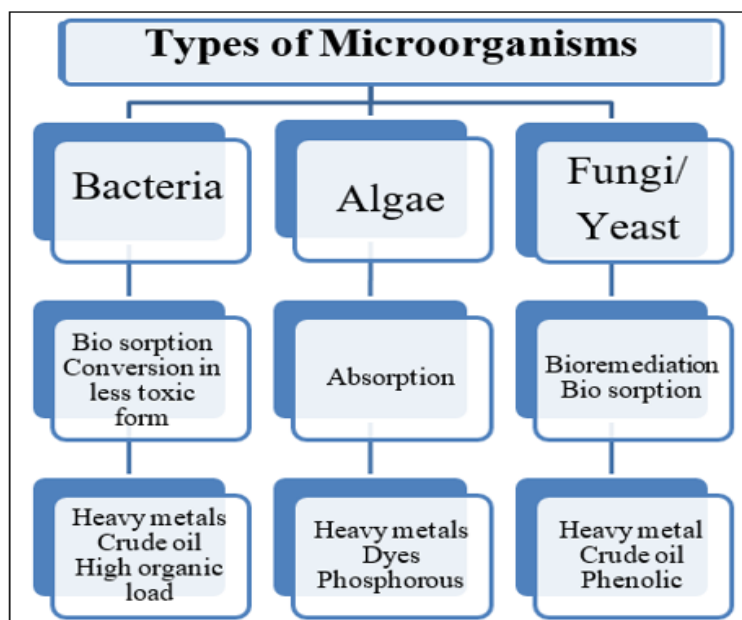 Types of Microorganisms
Bacteria
Algae
Fungi/
Yeast
Bio sorption
Conversion in
less toxic
form
Absorption
Bioremediation
Bio sorption
Heavy metals
Crude oil
High organic
load
Heavy metals
Dyes
Phosphorous
Heavy metal
Crude oil
Phenolic